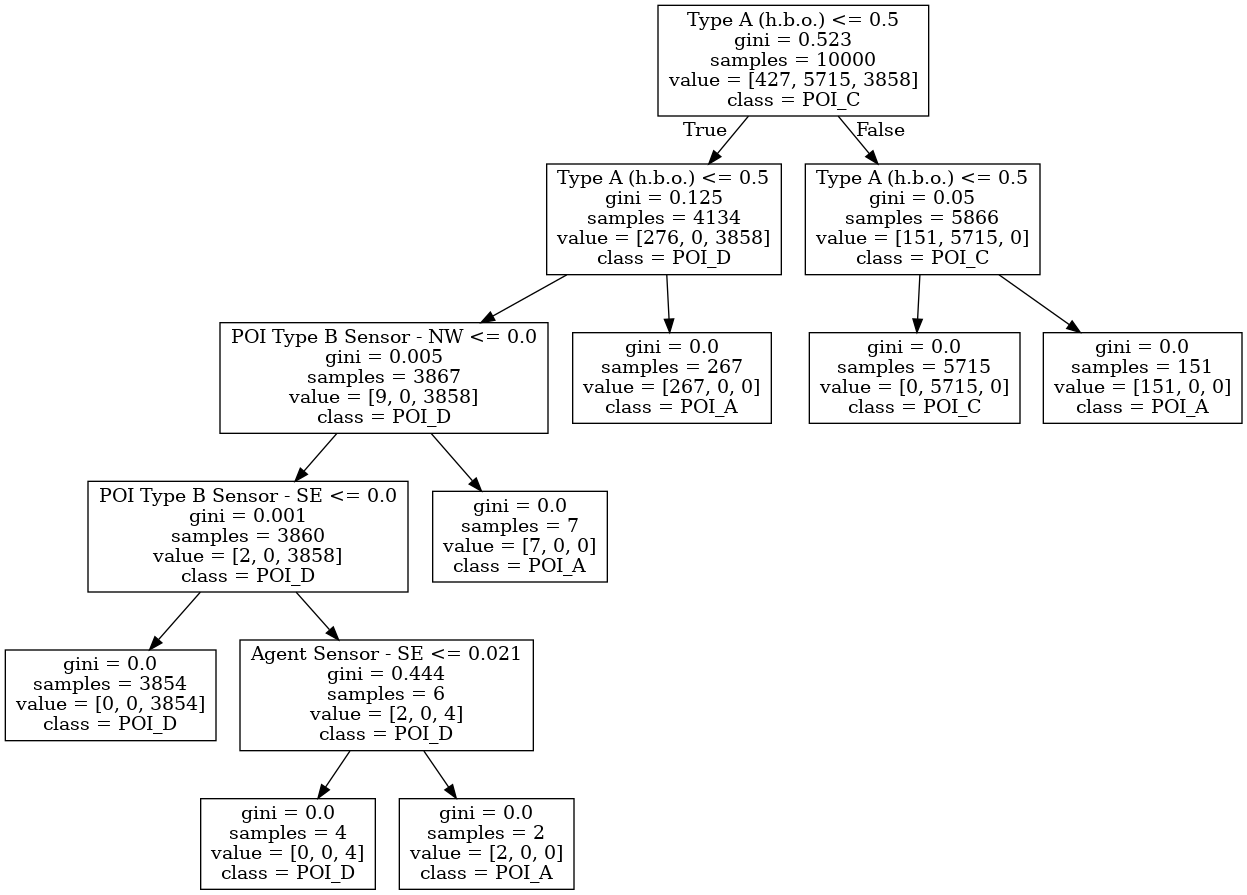 Type A (h.b.o.) <= 0.5
gini = 0.523
samples = 10000
value = [427, 5715, 3858]
class = POI_C
True
False
Type A (h.b.o.) <= 0.5
gini = 0.125
samples = 4134
value = [276, 0, 3858]
class = POI_D
Type A (h.b.o.) <= 0.5
gini = 0.05
samples = 5866
value = [151, 5715, 0]
class = POI_C
POI Type B Sensor - NW <= 0.0
gini = 0.005
samples = 3867
value = [9, 0, 3858]
class = POI_D
gini = 0.0
samples = 267
value = [267, 0, 0]
class = POI_A
gini = 0.0
samples = 5715
value = [0, 5715, 0]
class = POI_C
gini = 0.0
samples = 151
value = [151, 0, 0]
class = POI_A
POI Type B Sensor - SE <= 0.0
gini = 0.001
samples = 3860
value = [2, 0, 3858]
class = POI_D
gini = 0.0
samples = 7
value = [7, 0, 0]
class = POI_A
gini = 0.0
samples = 3854
value = [0, 0, 3854]
class = POI_D
Agent Sensor - SE <= 0.021
gini = 0.444
samples = 6
value = [2, 0, 4]
class = POI_D
gini = 0.0
samples = 4
value = [0, 0, 4]
class = POI_D
gini = 0.0
samples = 2
value = [2, 0, 0]
class = POI_A